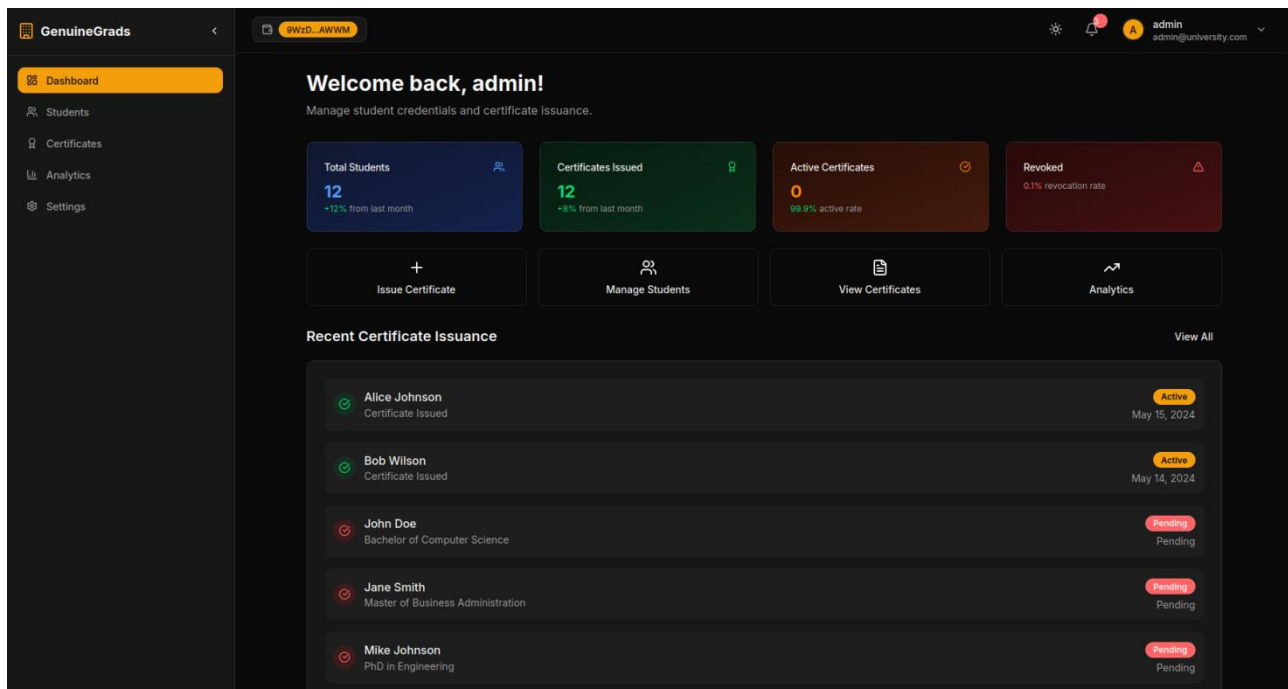 GenuineGrads
9WzD...AWWM
admin
admin@university.com
A
Dashboard
Students
Certificates
Analytics
Settings
Welcome back, admin!
Manage student credentials and certificate issuance.
Total Students
12
+12% from last month
Certificates Issued
12
+8% from last month
Active Certificates
0
99.9% active rate
Revoked
0.1% revocation rate
Issue Certificate
Manage Students
View Certificates
Analytics
Recent Certificate Issuance
View All
Alice Johnson
Certificate Issued
Active
May 15, 2024
Bob Wilson
Certificate Issued
Active
May 14, 2024
John Doe
Bachelor of Computer Science
Pending
Pending
Jane Smith
Master of Business Administration
Pending
Pending
Mike Johnson
PhD in Engineering
Pending
Pending